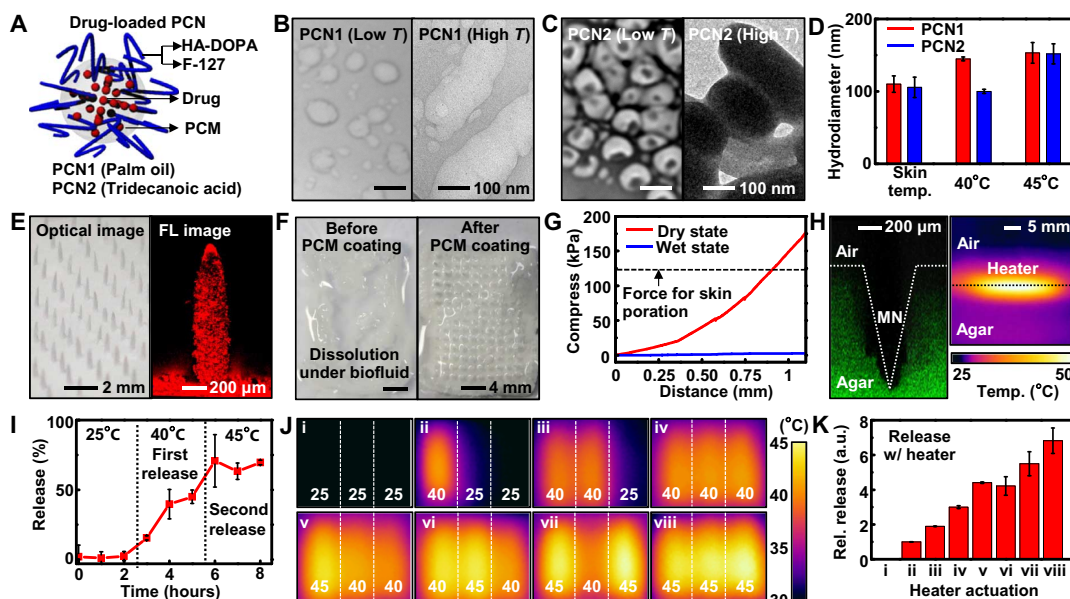 A
Drug-loaded PCN
HA-DOPA
F-127
Drug
PCM
PCN1 (Palm oil)
PCN2 (Tridecanoic acid)
B
PCN1 (Low T)
PCN1 (High T)
100 nm
C
PCN2 (Low T)
PCN2 (High T)
100 nm
D
Hydrodiameter (nm)
200
100
0
PCN1
PCN2
Skin temp.
40°C
45°C
E
Optical image
FL image
2 mm
200 μm
F
Before PCM coating
After PCM coating
Dissolution under biofluid
4 mm
G
Compress (kPa)
200
150
100
50
0
Dry state
Wet state
Force for skin poration
0
0.25
0.50
0.75
1.0
Distance (mm)
H
200 μm
Air
MN
Agar
5 mm
Air
Heater
Agar
25
50
Temp. (°C)
I
Release (%)
100
50
0
25°C
40°C
45°C
First release
Second release
0
2
4
6
8
Time (hours)
J
i
25 25 25
ii
40 25 25
iii
40 40 25
iv
40 40 40
v
45 40 40
vi
45 45 40
vii
45 40 45
viii
45 45 45
(°C)
45
40
35
30
K
Rel. release (a.u.)
10
8
6
4
2
0
Release w/ heater
i
ii
iii
iv
v
vi
vii
viii
Heater actuation